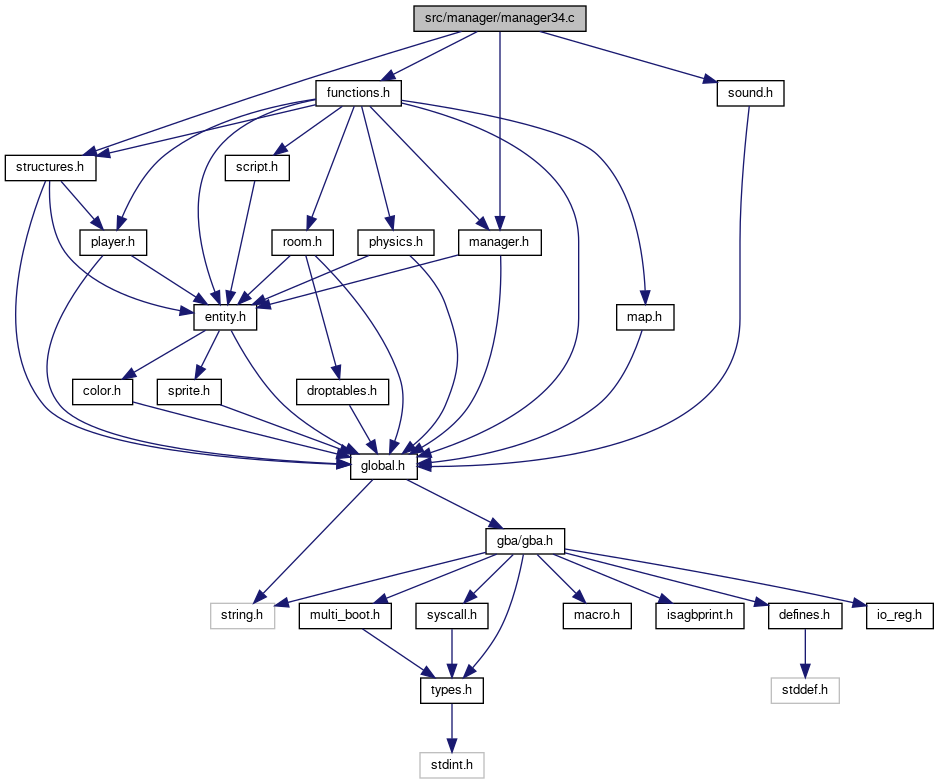 src/manager/manager34.c
functions.h
sound.h
structures.h
script.h
player.h
room.h
physics.h
manager.h
entity.h
map.h
color.h
sprite.h
droptables.h
global.h
gba/gba.h
string.h
multi_boot.h
syscall.h
macro.h
isagbprint.h
defines.h
io_reg.h
types.h
stddef.h
stdint.h